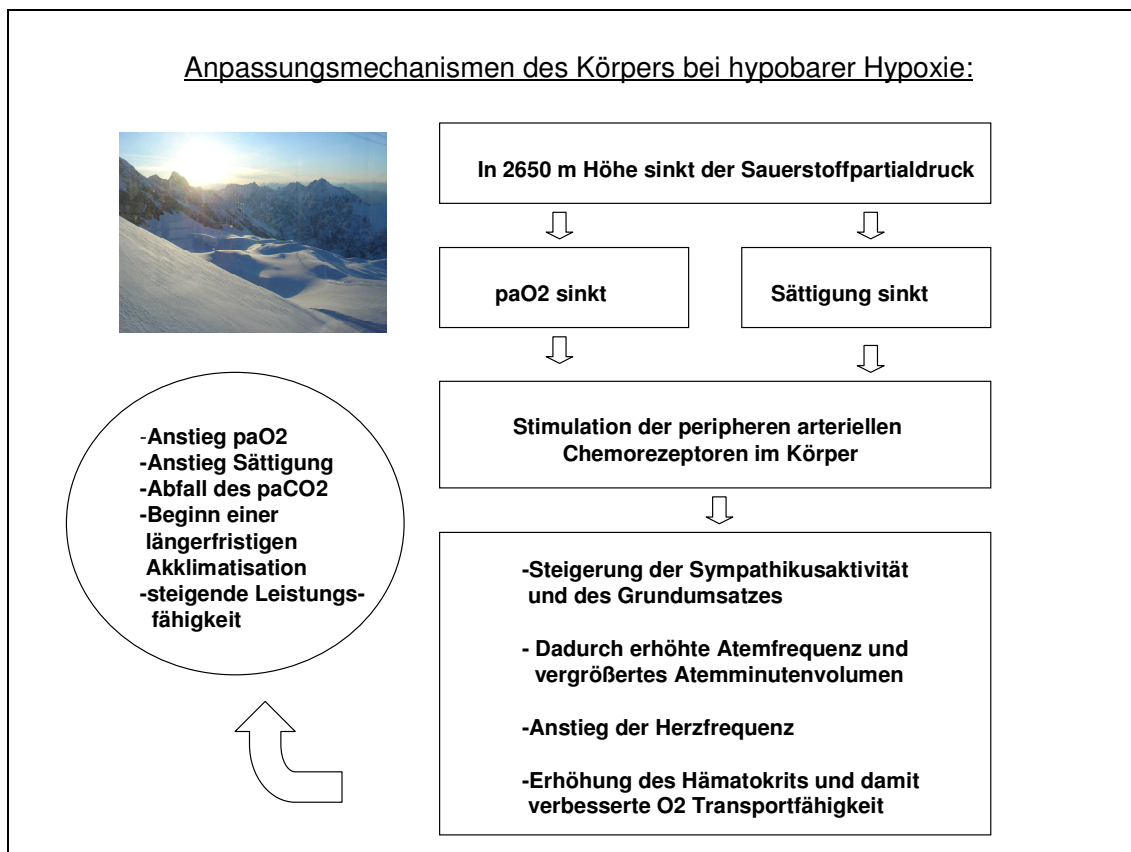 Anpassungsmechanismen des Körpers bei hypobarer Hypoxie:
In 2650 m Höhe sinkt der Sauerstoffpartialdruck
paO2 sinkt
Sättigung sinkt
Stimulation der peripheren arteriellen
Chemorezeptoren im Körper
-Steigerung der Sympathikusaktivität
und des Grundumsatzes
- Dadurch erhöhte Atemfrequenz und
vergrößertes Atemminutenvolumen
-Anstieg der Herzfrequenz
-Erhöhung des Hämatokrits und damit
verbesserte O2 Transportfähigkeit
-Anstieg paO2
-Anstieg Sättigung
-Abfall des paCO2
-Beginn einer
längerfristigen
Akklimatisation
-steigende Leistungs-
fähigkeit